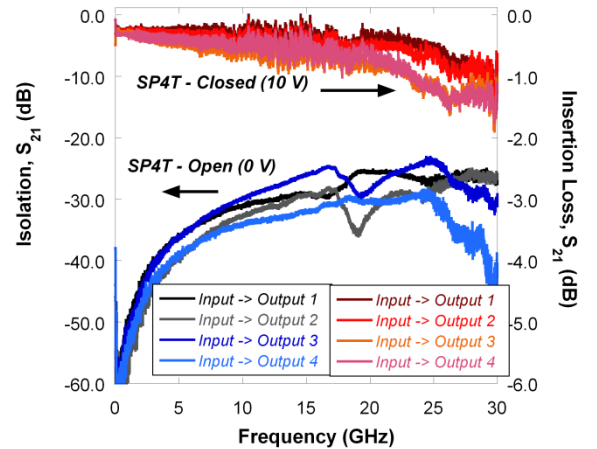 0.0
-10.0
-20.0
-30.0
-40.0
-50.0
-60.0
Isolation, S21 (dB)
0.0
-1.0
-2.0
-3.0
-4.0
-5.0
-6.0
Insertion Loss, S21 (dB)
SP4T - Closed (10 V)
SP4T - Open (0 V)
Input -> Output 1
Input -> Output 2
Input -> Output 3
Input -> Output 4
Input -> Output 1
Input -> Output 2
Input -> Output 3
Input -> Output 4
0
5
10
15
20
25
30
Frequency (GHz)